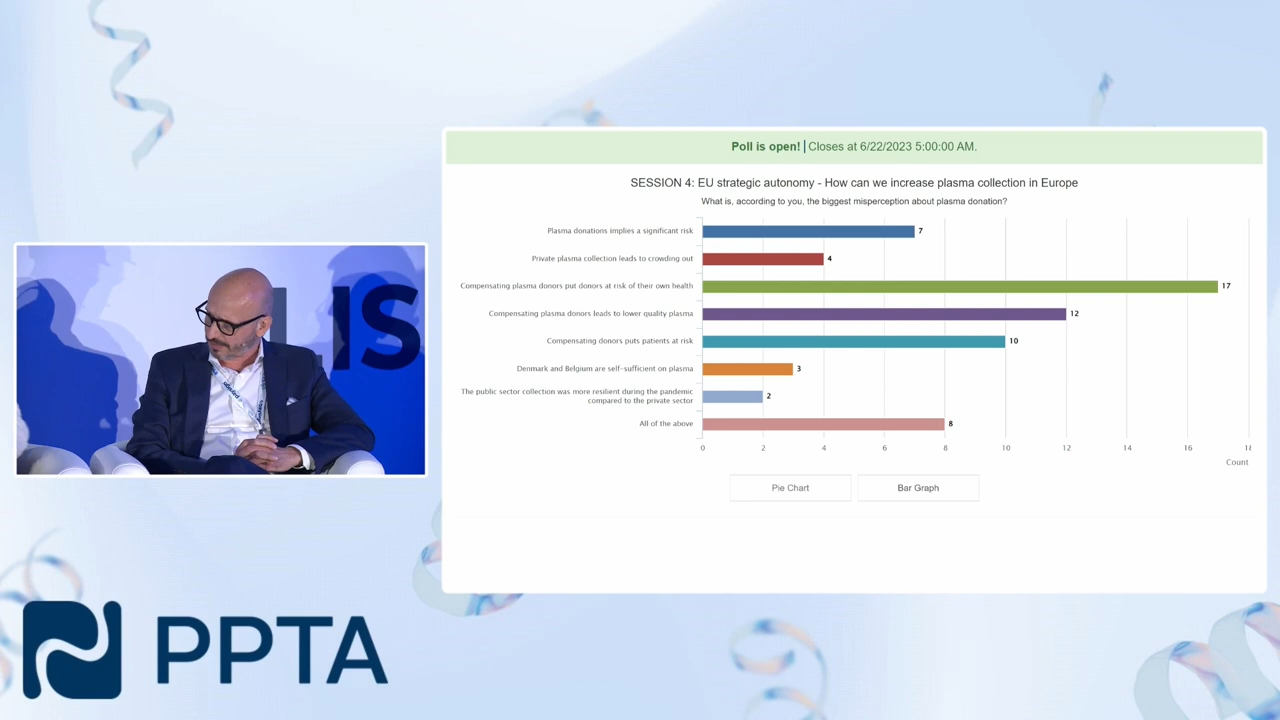 Poll is open! | Closes at 6/22/2023 5:00:00 AM.
SESSION 4: EU strategic autonomy - How can we increase plasma collection in Europe
What is, according to you, the biggest misperception about plasma donation?
Plasma donations implies a significant risk
7
Private plasma collection leads to crowding out
4
Compensating plasma donors put donors at risk of their own health
17
Compensating plasma donors leads to lower quality plasma
12
Compensating donors puts patients at risk
10
Denmark and Belgium are self-sufficient on plasma
3
The public sector collection was more resilient during the pandemic
compared to the private sector
2
All of the above
8
0 2 4 6 8 10 12 14 16
Count
Pie Chart
Bar Graph
LIS
PPTA